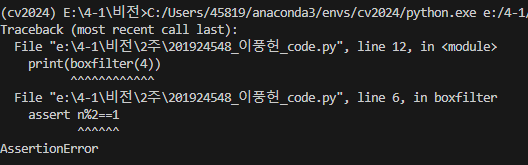 (cv2024) E:\4-1\비전>C:/Users/45819/anaconda3/envs/cv2024/python.exe e:/4-1/
Traceback (most recent call last):
  File "e:\4-1\비전\2주\201924548_이풍헌_code.py", line 12, in <module>
    print(boxfilter(4))
          ^^^^^^^^^^^^
  File "e:\4-1\비전\2주\201924548_이풍헌_code.py", line 6, in boxfilter
    assert n%2==1
           ^^^^^^
AssertionError